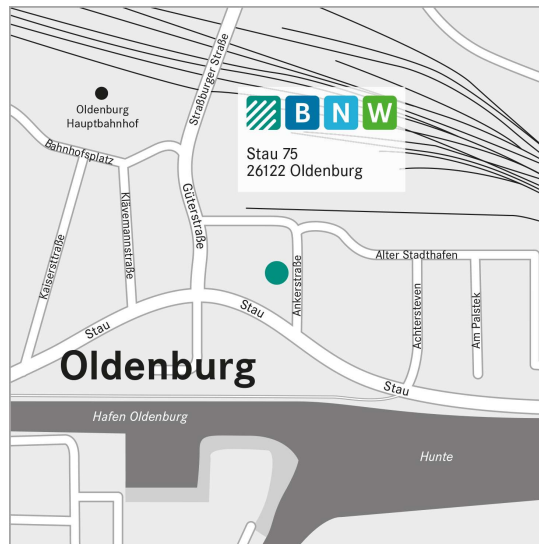 Straßburger Straße
Oldenburg
Hauptbahnhof
BNW
Stau 75
26122 Oldenburg
Bahnhofsplatz
Klävemannstraße
Güterstraße
Kaiserstraße
Alter Stadthafen
Ankerstraße
Achtersteven
Am Palstek
Stau
Stau
Oldenburg
Stau
Hafen Oldenburg
Hunte